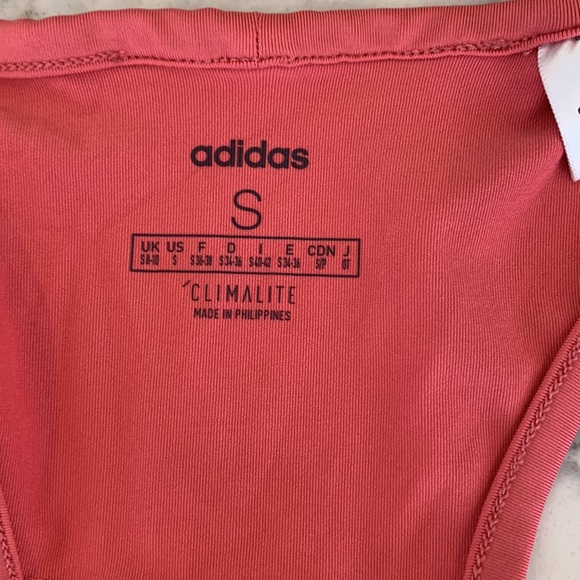 adidas
S
UK US F D I E CDN J
S 8-10 S S 36-38 S 34-36 S 40-42 S 34-36 S/P OT
CLIMALITE
MADE IN PHILIPPINES